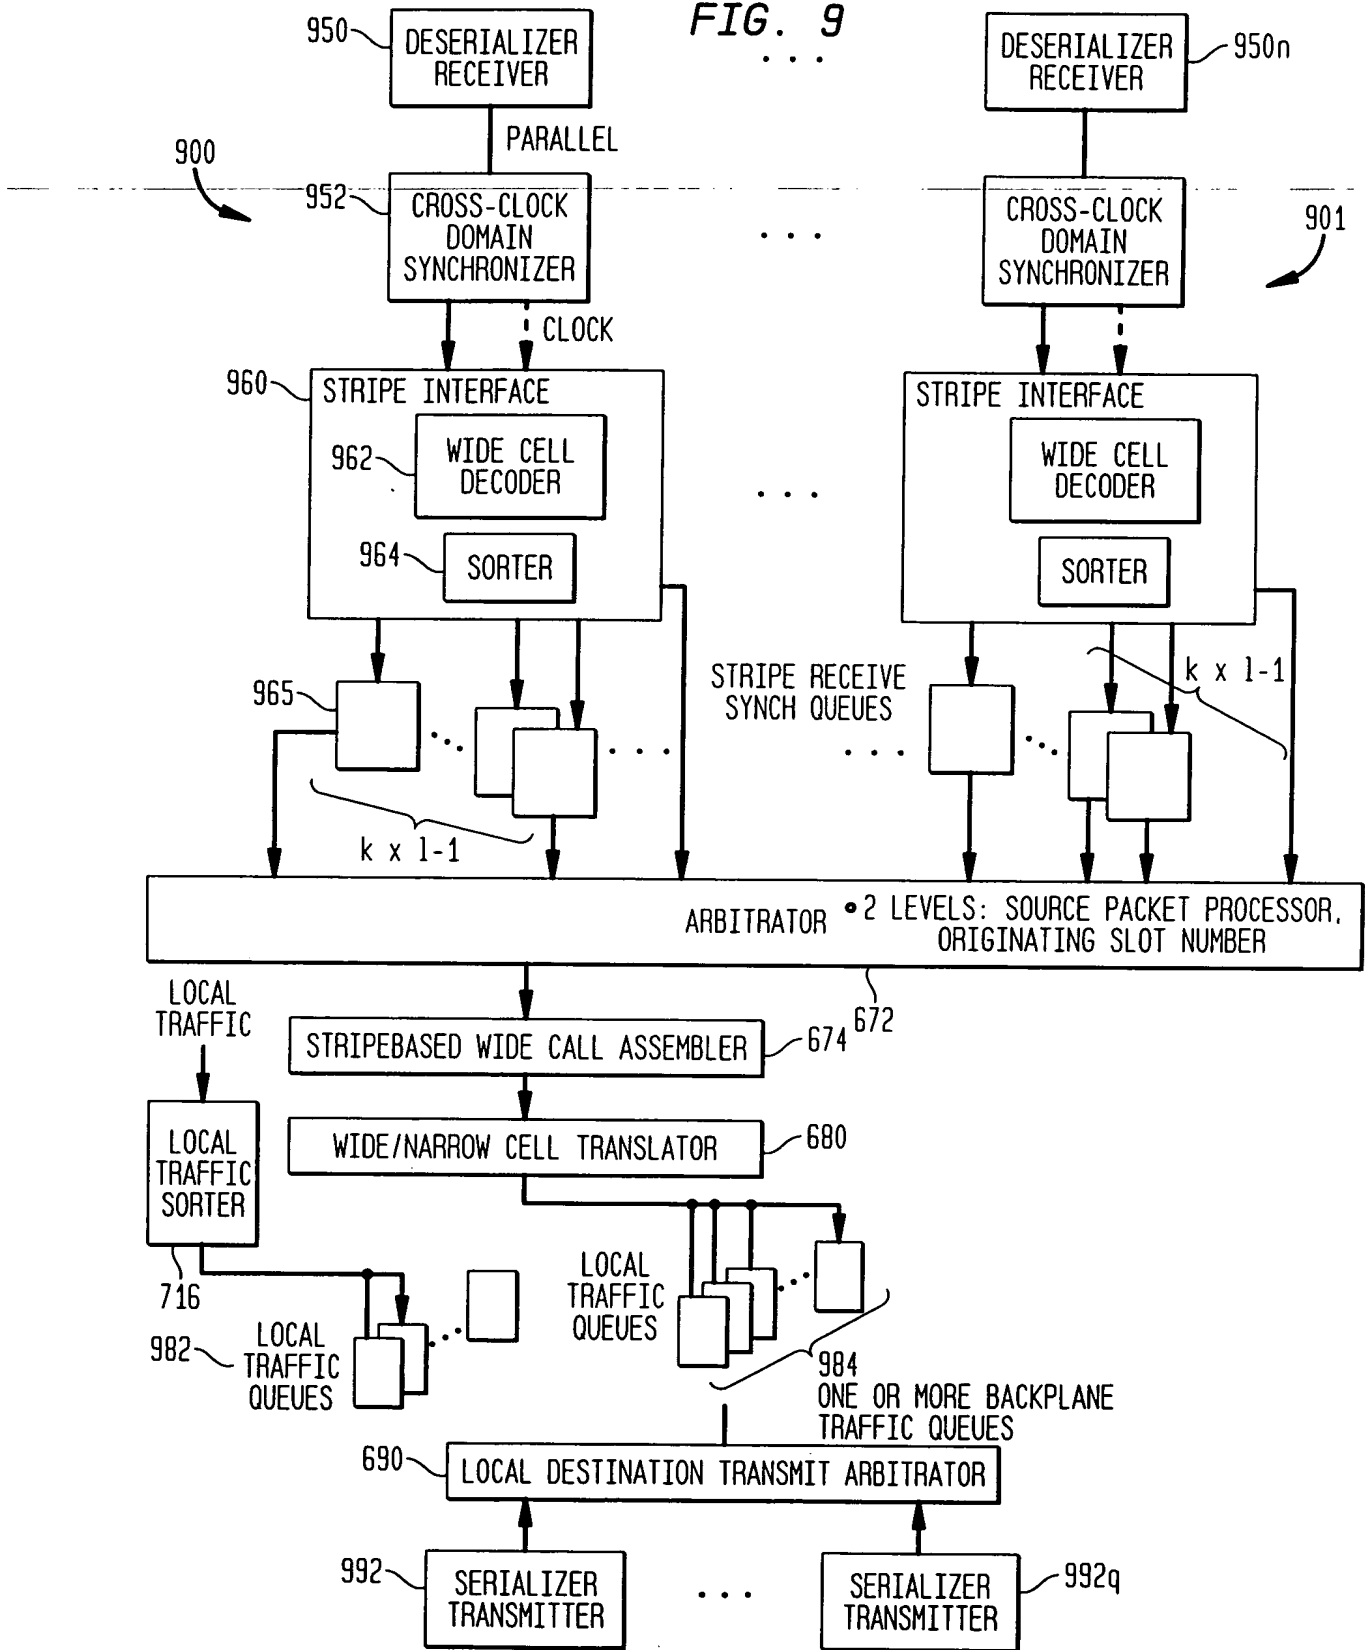 FIG. 9
950
DESERIALIZER
RECEIVER
. . .
DESERIALIZER
RECEIVER
950n
PARALLEL
900
952
CROSS-CLOCK
DOMAIN
SYNCHRONIZER
. . .
CROSS-CLOCK
DOMAIN
SYNCHRONIZER
901
CLOCK
960
STRIPE INTERFACE
962
WIDE CELL
DECODER
964
SORTER
. . .
STRIPE INTERFACE
WIDE CELL
DECODER
SORTER
965
k x l-1
STRIPE RECEIVE
SYNCH QUEUES
k x l-1
ARBITRATOR
• 2 LEVELS: SOURCE PACKET PROCESSOR,
ORIGINATING SLOT NUMBER
672
LOCAL
TRAFFIC
STRIPEBASED WIDE CALL ASSEMBLER
674
LOCAL
TRAFFIC
SORTER
716
WIDE/NARROW CELL TRANSLATOR
680
982
LOCAL
TRAFFIC
QUEUES
LOCAL
TRAFFIC
QUEUES
984
ONE OR MORE BACKPLANE
TRAFFIC QUEUES
690
LOCAL DESTINATION TRANSMIT ARBITRATOR
992
SERIALIZER
TRANSMITTER
. . .
SERIALIZER
TRANSMITTER
992q